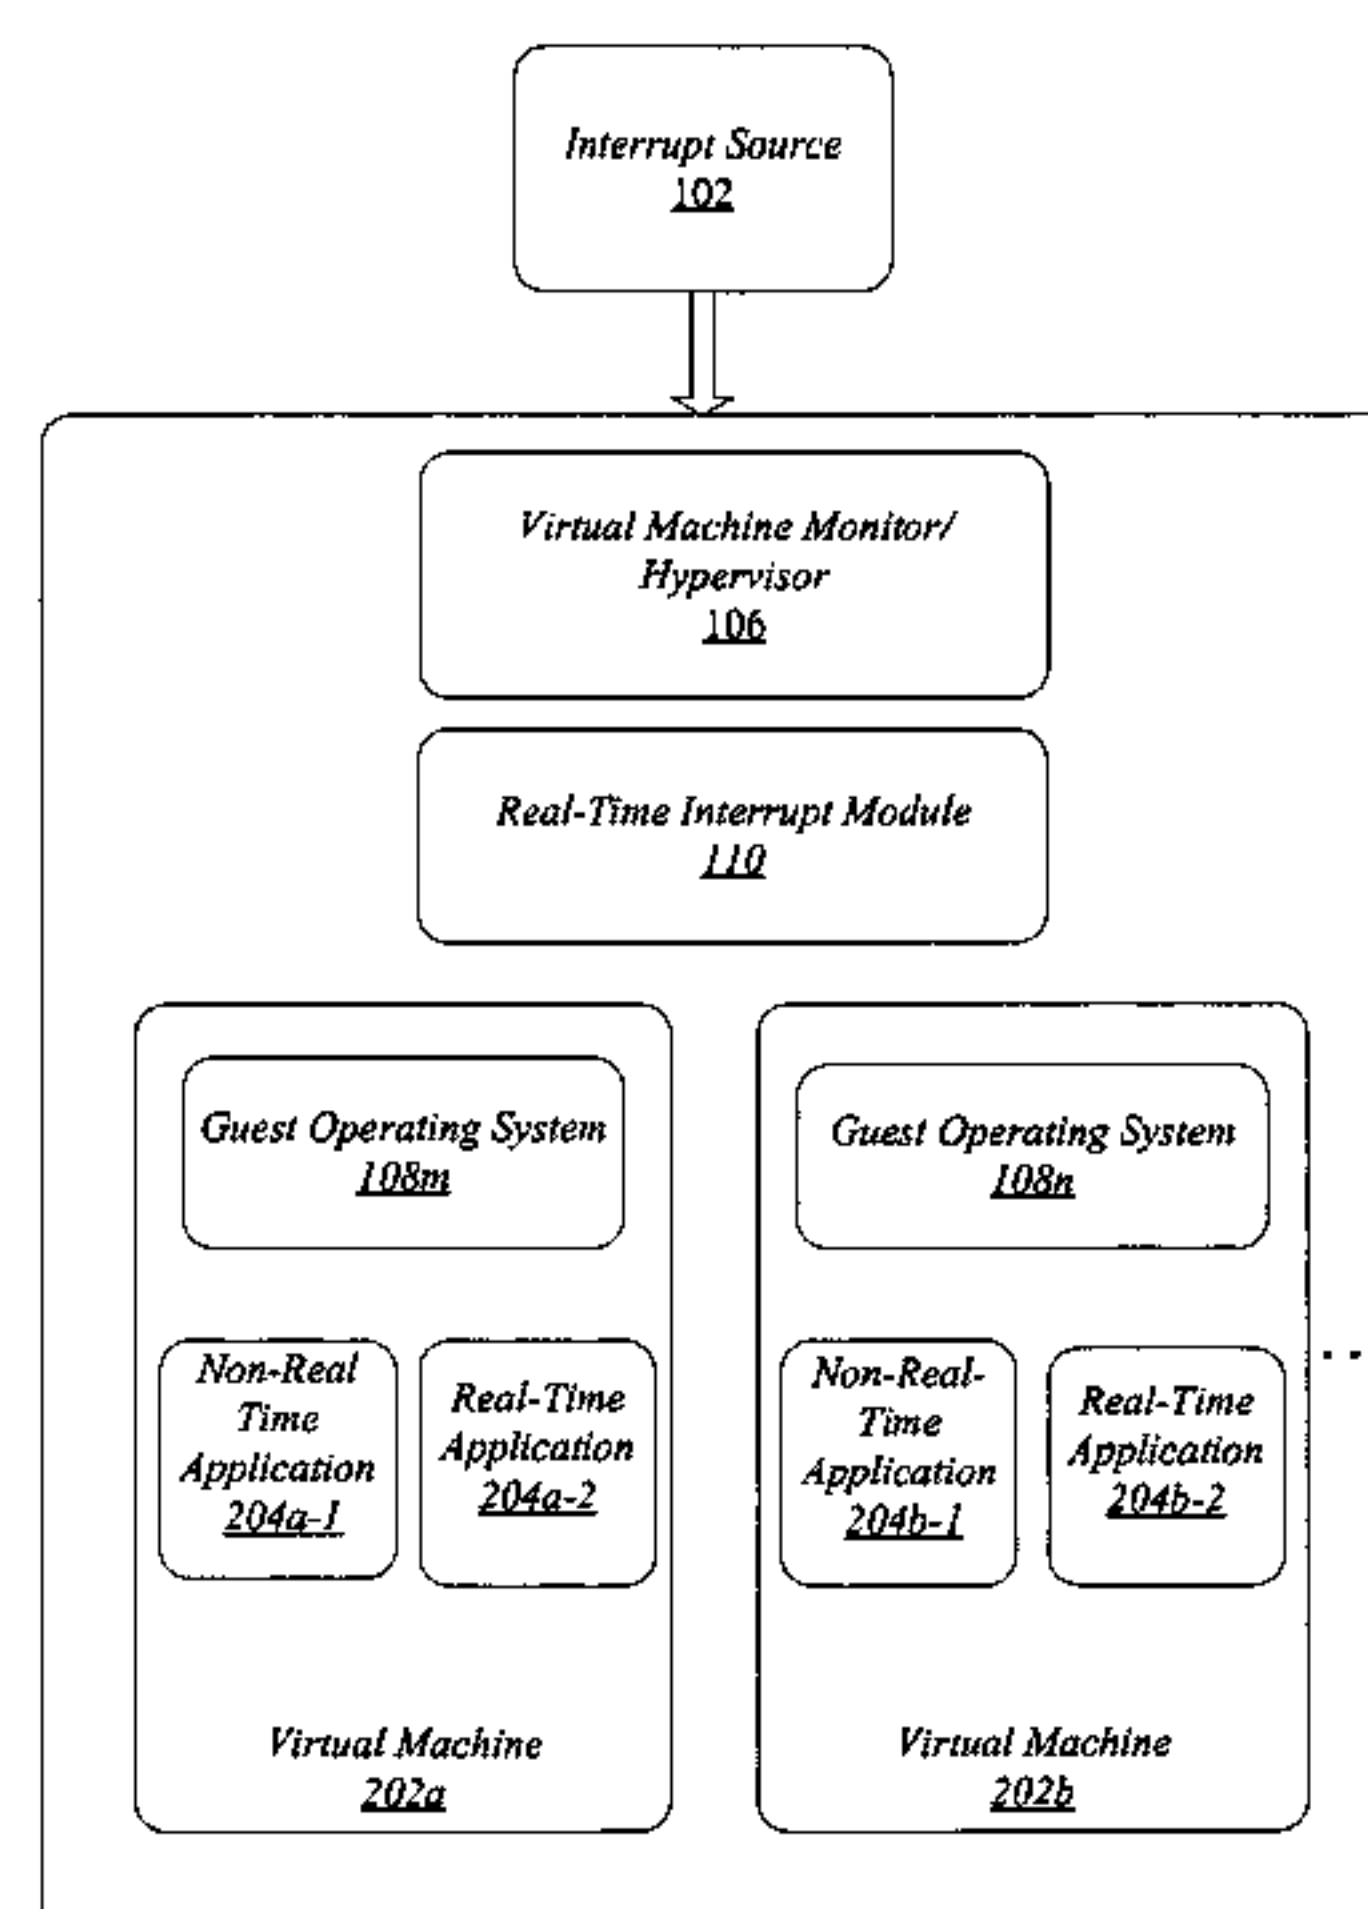 Interrupt Source
102
Virtual Machine Monitor/
Hypervisor
106
Real-Time Interrupt Module
110
Guest Operating System
108m
Non-Real
Time
Application
204a-1
Real-Time
Application
204a-2
Virtual Machine
202a
Guest Operating System
108n
Non-Real-
Time
Application
204b-1
Real-Time
Application
204b-2
Virtual Machine
202b
. .